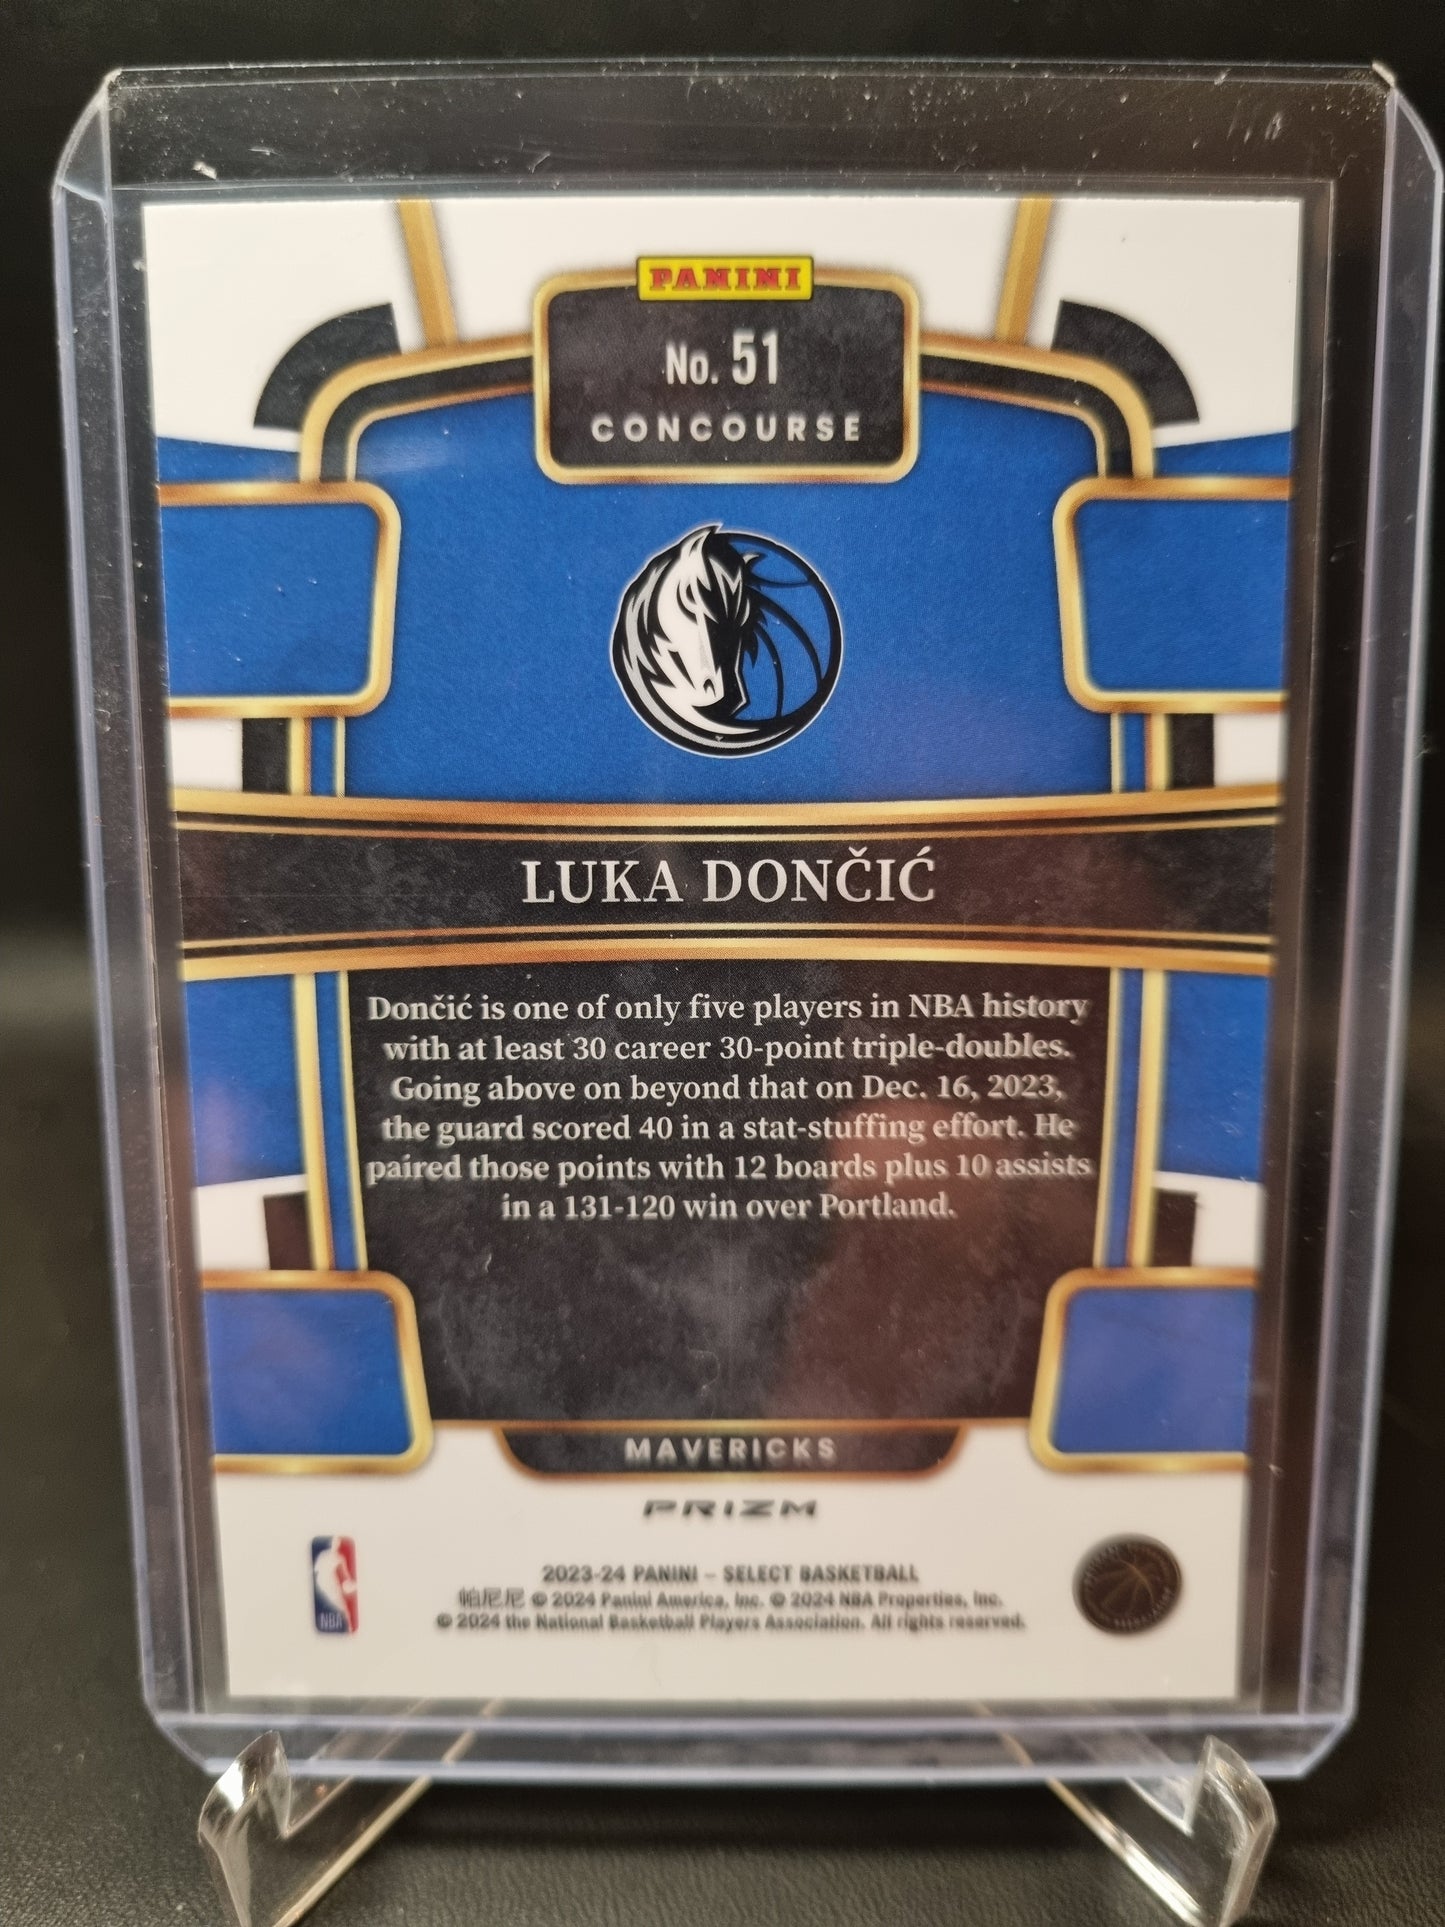 PANINI
No. 51
CONCOURSE
LUKA DONČIĆ
Dončić is one of only five players in NBA history
with at least 30 career 30-point triple-doubles.
Going above on beyond that on Dec. 16, 2023,
the guard scored 40 in a stat-stuffing effort. He
paired those points with 12 boards plus 10 assists
in a 131-120 win over Portland.
MAVERICKS
PRIZM
2023-24 PANINI – SELECT BASKETBALL
帕尼尼 © 2024 Panini America, Inc. © 2024 NBA Properties, Inc.
© 2024 the National Basketball Players Association. All rights reserved.
NBA